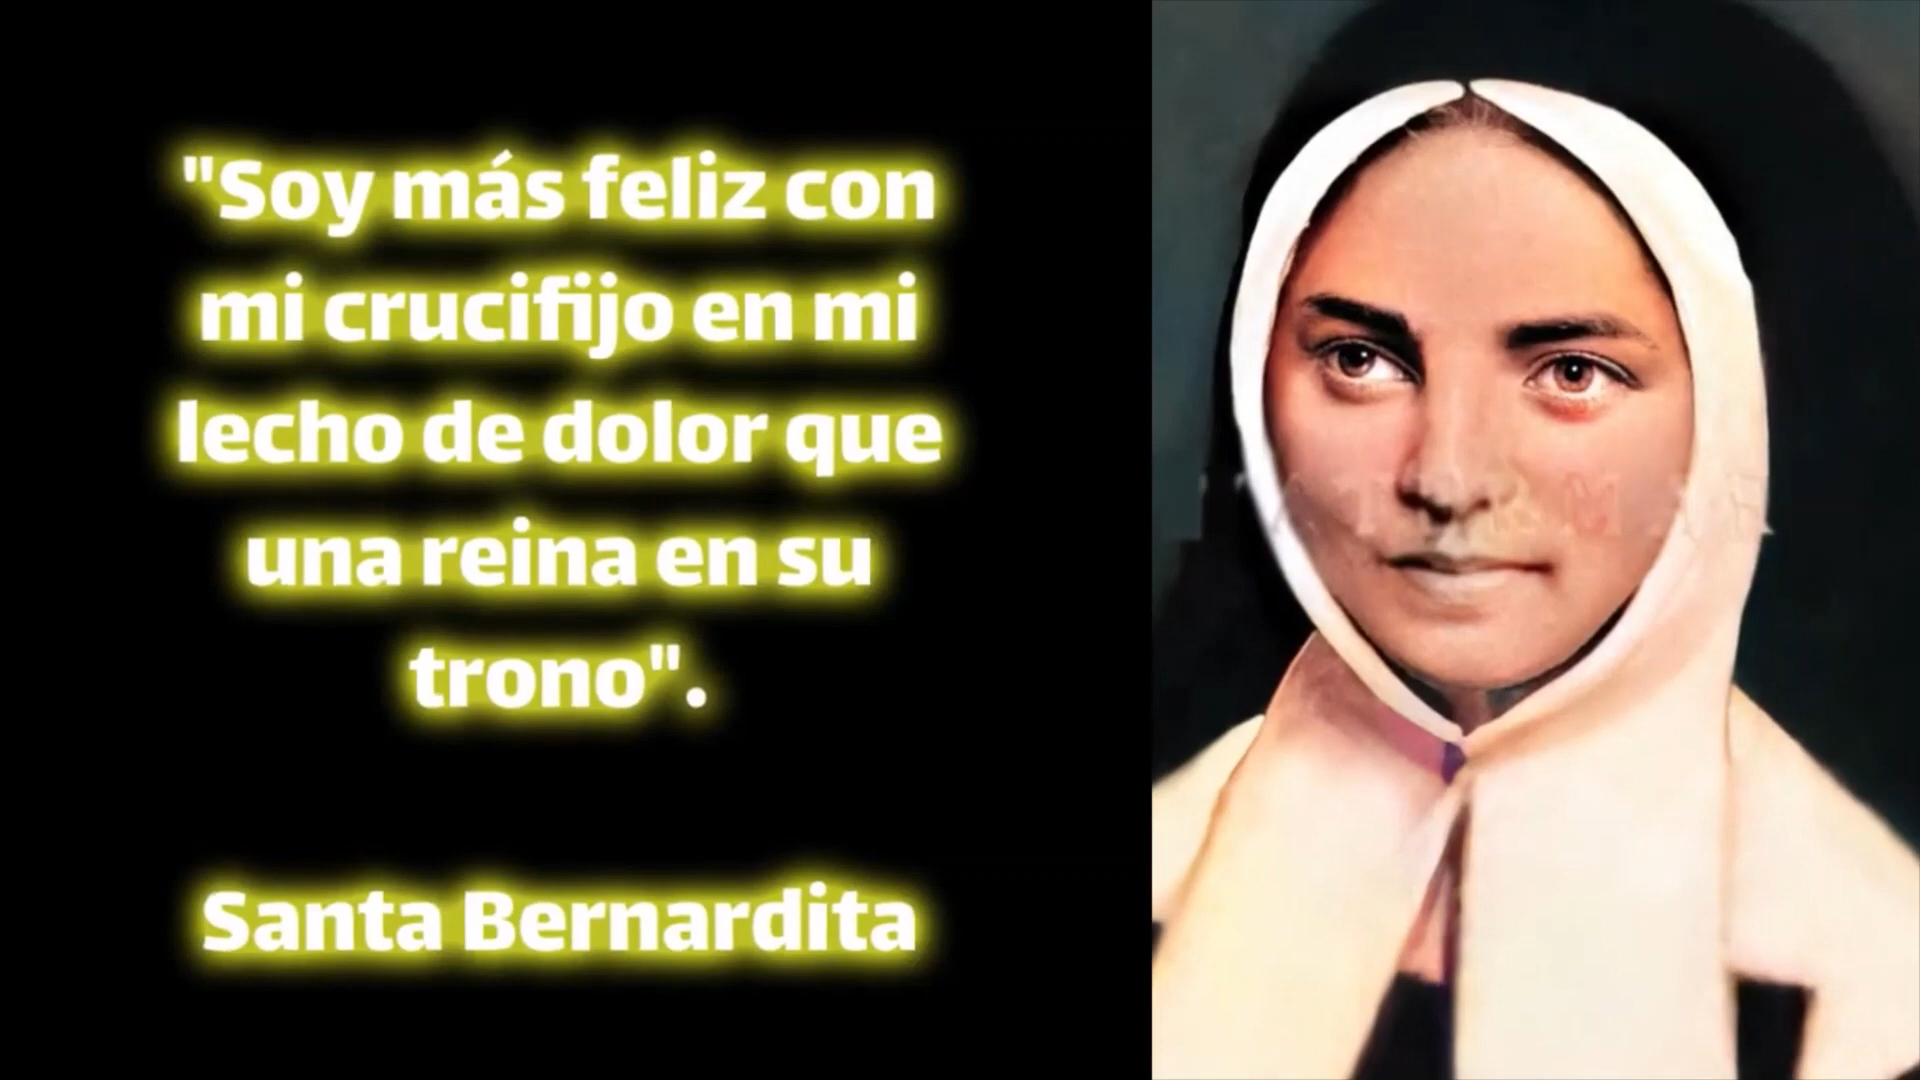 "Soy más feliz con
mi crucifijo en mi
lecho de dolor que
una reina en su
trono".
Santa Bernardita